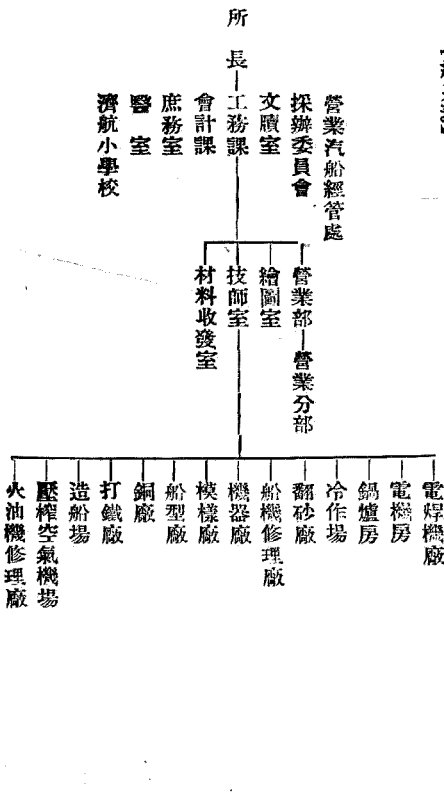 所長
營業汽船經管處
採辦委員會
文牘室
工務課
會計課
庶務室
醫室
濟航小學校
營業部
營業分部
繪圖室
技師室
材料收發室
電焊機廠
電機房
鍋爐房
冷作場
翻砂廠
船機修理廠
機器廠
模樣廠
船型廠
銅廠
打鐵廠
造船場
壓榨空氣機場
火油機修理廠